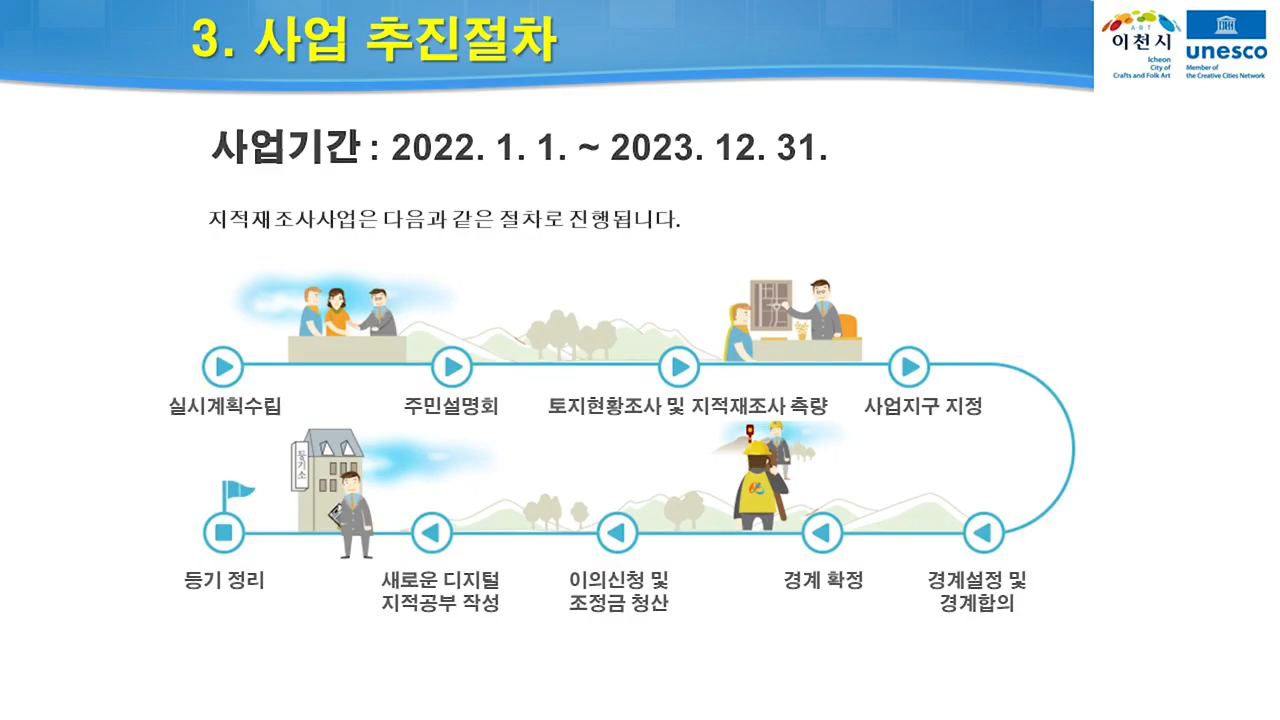 3. 사업 추진절차
ART
이천시
Icheon
City of
Crafts and Folk Art
unesco
Member of
the Creative Cities Network
사업기간 : 2022. 1. 1. ~ 2023. 12. 31.
지적재조사사업은 다음과 같은 절차로 진행됩니다.
실시계획수립
주민설명회
토지현황조사 및 지적재조사 측량
사업지구 지정
등기소
등기 정리
새로운 디지털
지적공부 작성
이의신청 및
조정금 청산
경계 확정
경계설정 및
경계합의